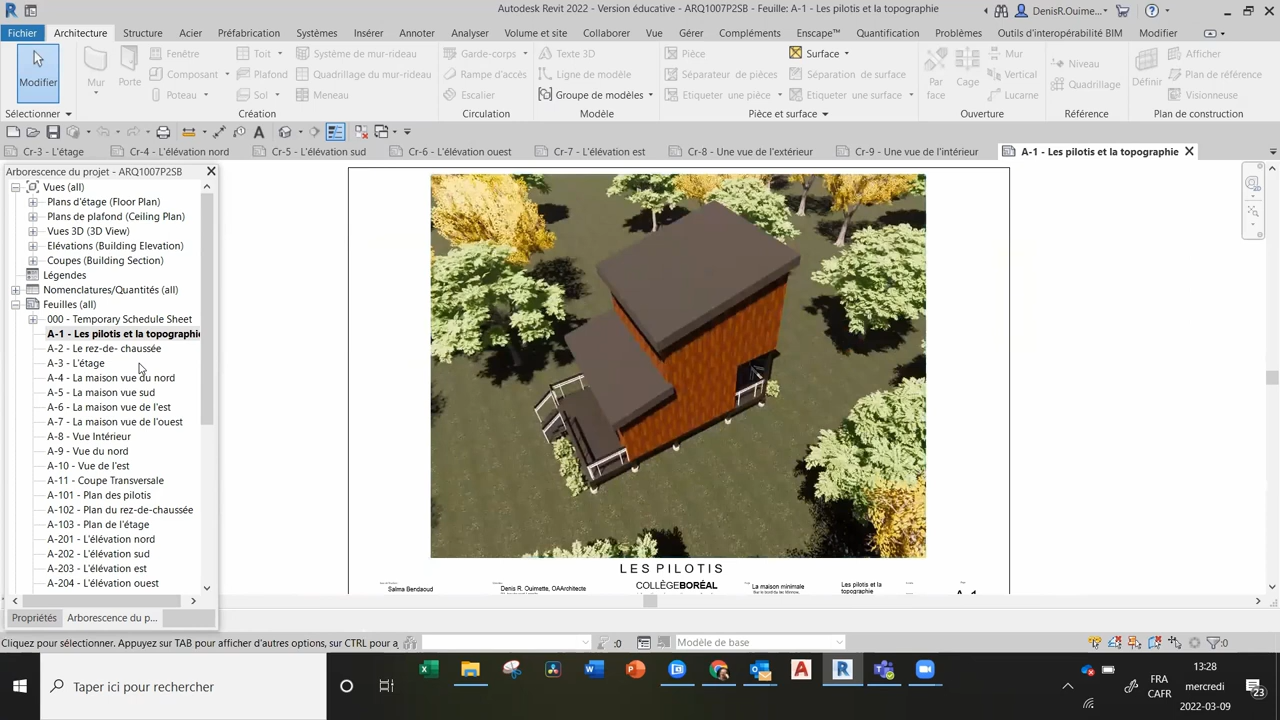 Autodesk Revit 2022 - Version éducative - ARQ1007P2SB - Feuille: A-1 - Les pilotis et la topographie
DenisR.Ouime...
Fichier Architecture Structure Acier Préfabrication Systèmes Insérer Annoter Analyser Volume et site Collaborer Vue Gérer Compléments Enscape™ Quantification Problèmes Outils d'interopérabilité BIM Modifier
Modifier
Mur
Porte
Fenêtre
Composant
Poteau
Toit
Plafond
Sol
Système de mur-rideau
Quadrillage du mur-rideau
Meneau
Garde-corps
Rampe d'accès
Escalier
Texte 3D
Ligne de modèle
Groupe de modèles
Pièce
Séparateur de pièces
Etiqueter une pièce
Surface
Séparation de surface
Etiqueter une surface
Par face
Cage
Mur
Vertical
Lucarne
Niveau
Quadrillage
Définir
Afficher
Plan de référence
Visionneuse
Sélectionner Création Circulation Modèle Pièce et surface Ouverture Référence Plan de construction
Cr-3 - L'étage
Cr-4 - L'élévation nord
Cr-5 - L'élévation sud
Cr-6 - L'élévation ouest
Cr-7 - L'élévation est
Cr-8 - Une vue de l'extérieur
Cr-9 - Une vue de l'intérieur
A-1 - Les pilotis et la topographie
Arborescence du projet - ARQ1007P2SB
Vues (all)
Plans d'étage (Floor Plan)
Plans de plafond (Ceiling Plan)
Vues 3D (3D View)
Elévations (Building Elevation)
Coupes (Building Section)
Légendes
Nomenclatures/Quantités (all)
Feuilles (all)
000 - Temporary Schedule Sheet
A-1 - Les pilotis et la topographie
A-2 - Le rez-de- chaussée
A-3 - L'étage
A-4 - La maison vue du nord
A-5 - La maison vue sud
A-6 - La maison vue de l'est
A-7 - La maison vue de l'ouest
A-8 - Vue Intérieur
A-9 - Vue du nord
A-10 - Vue de l'est
A-11 - Coupe Transversale
A-101 - Plan des pilotis
A-102 - Plan du rez-de-chaussée
A-103 - Plan de l'étage
A-201 - L'élévation nord
A-202 - L'élévation sud
A-203 - L'élévation est
A-204 - L'élévation ouest
LES PILOTIS
Salma Bendaoud
Denis R. Ouimette, OAArchitecte
COLLÈGEBORÉAL
La maison minimale
Les pilotis et la topographie
Propriétés
Arborescence du p...
Cliquez pour sélectionner. Appuyez sur TAB pour afficher d'autres options, sur CTRL pour a
:0
Modèle de base
:0
Taper ici pour rechercher
FRA
CAFR
13:28
mercredi
2022-03-09
23